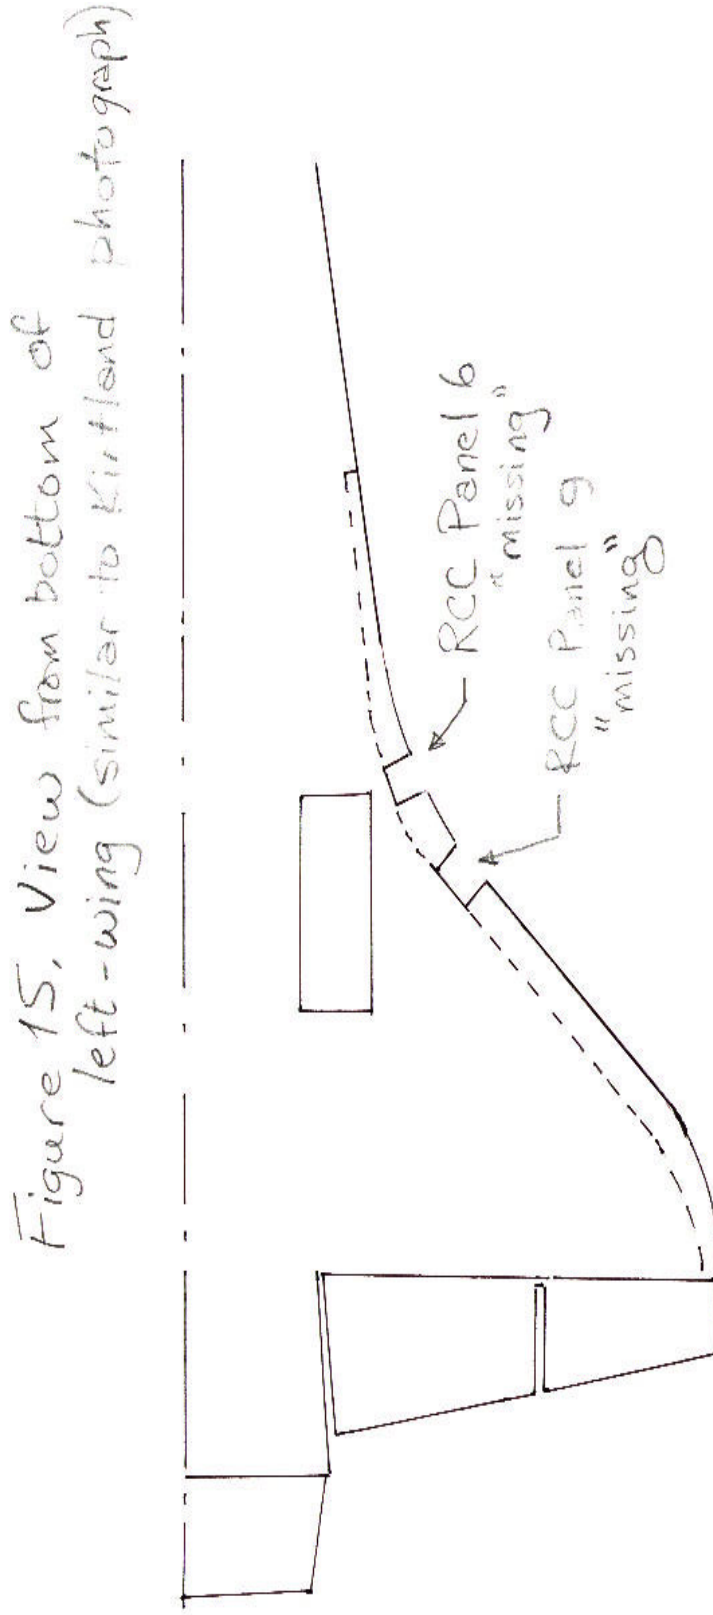 Figure 15, View from bottom of
left-wing (similar to Kirtland photograph)
RCC Panel 6
"missing"
RCC Panel 9
"missing"